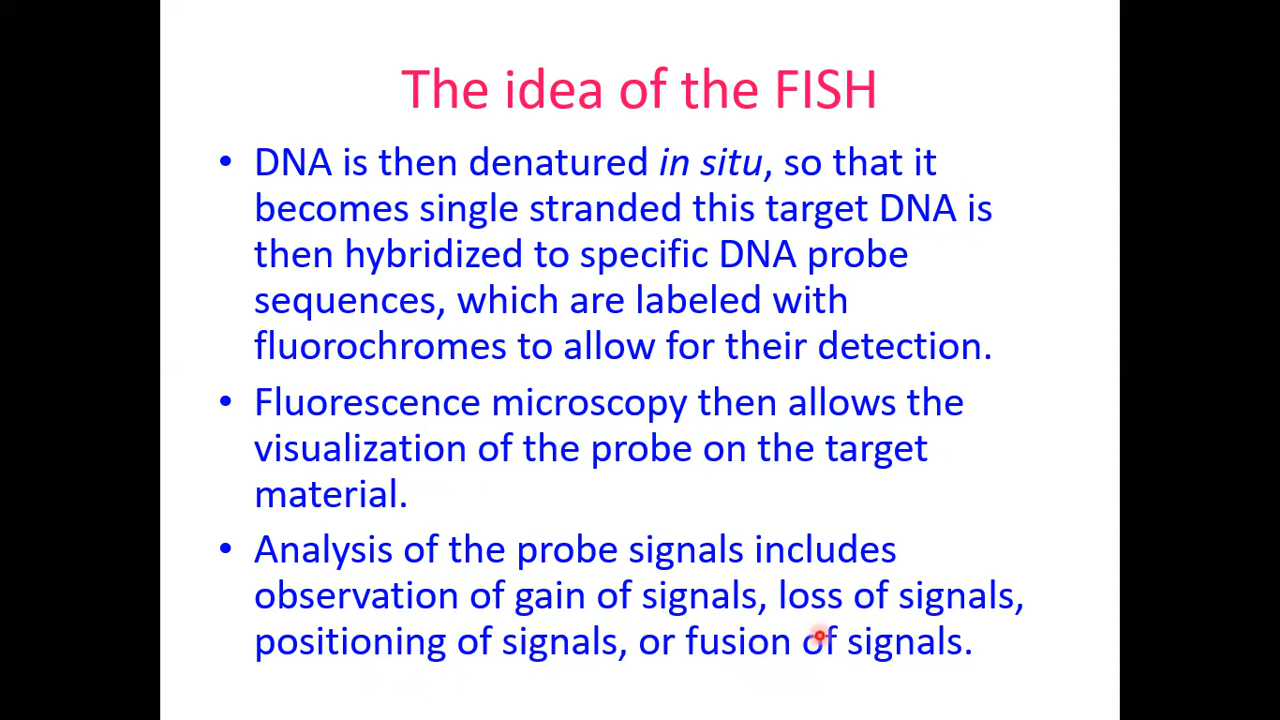 The idea of the FISH
• DNA is then denatured in situ, so that it
becomes single stranded this target DNA is
then hybridized to specific DNA probe
sequences, which are labeled with
fluorochromes to allow for their detection.
• Fluorescence microscopy then allows the
visualization of the probe on the target
material.
• Analysis of the probe signals includes
observation of gain of signals, loss of signals,
positioning of signals, or fusion of signals.